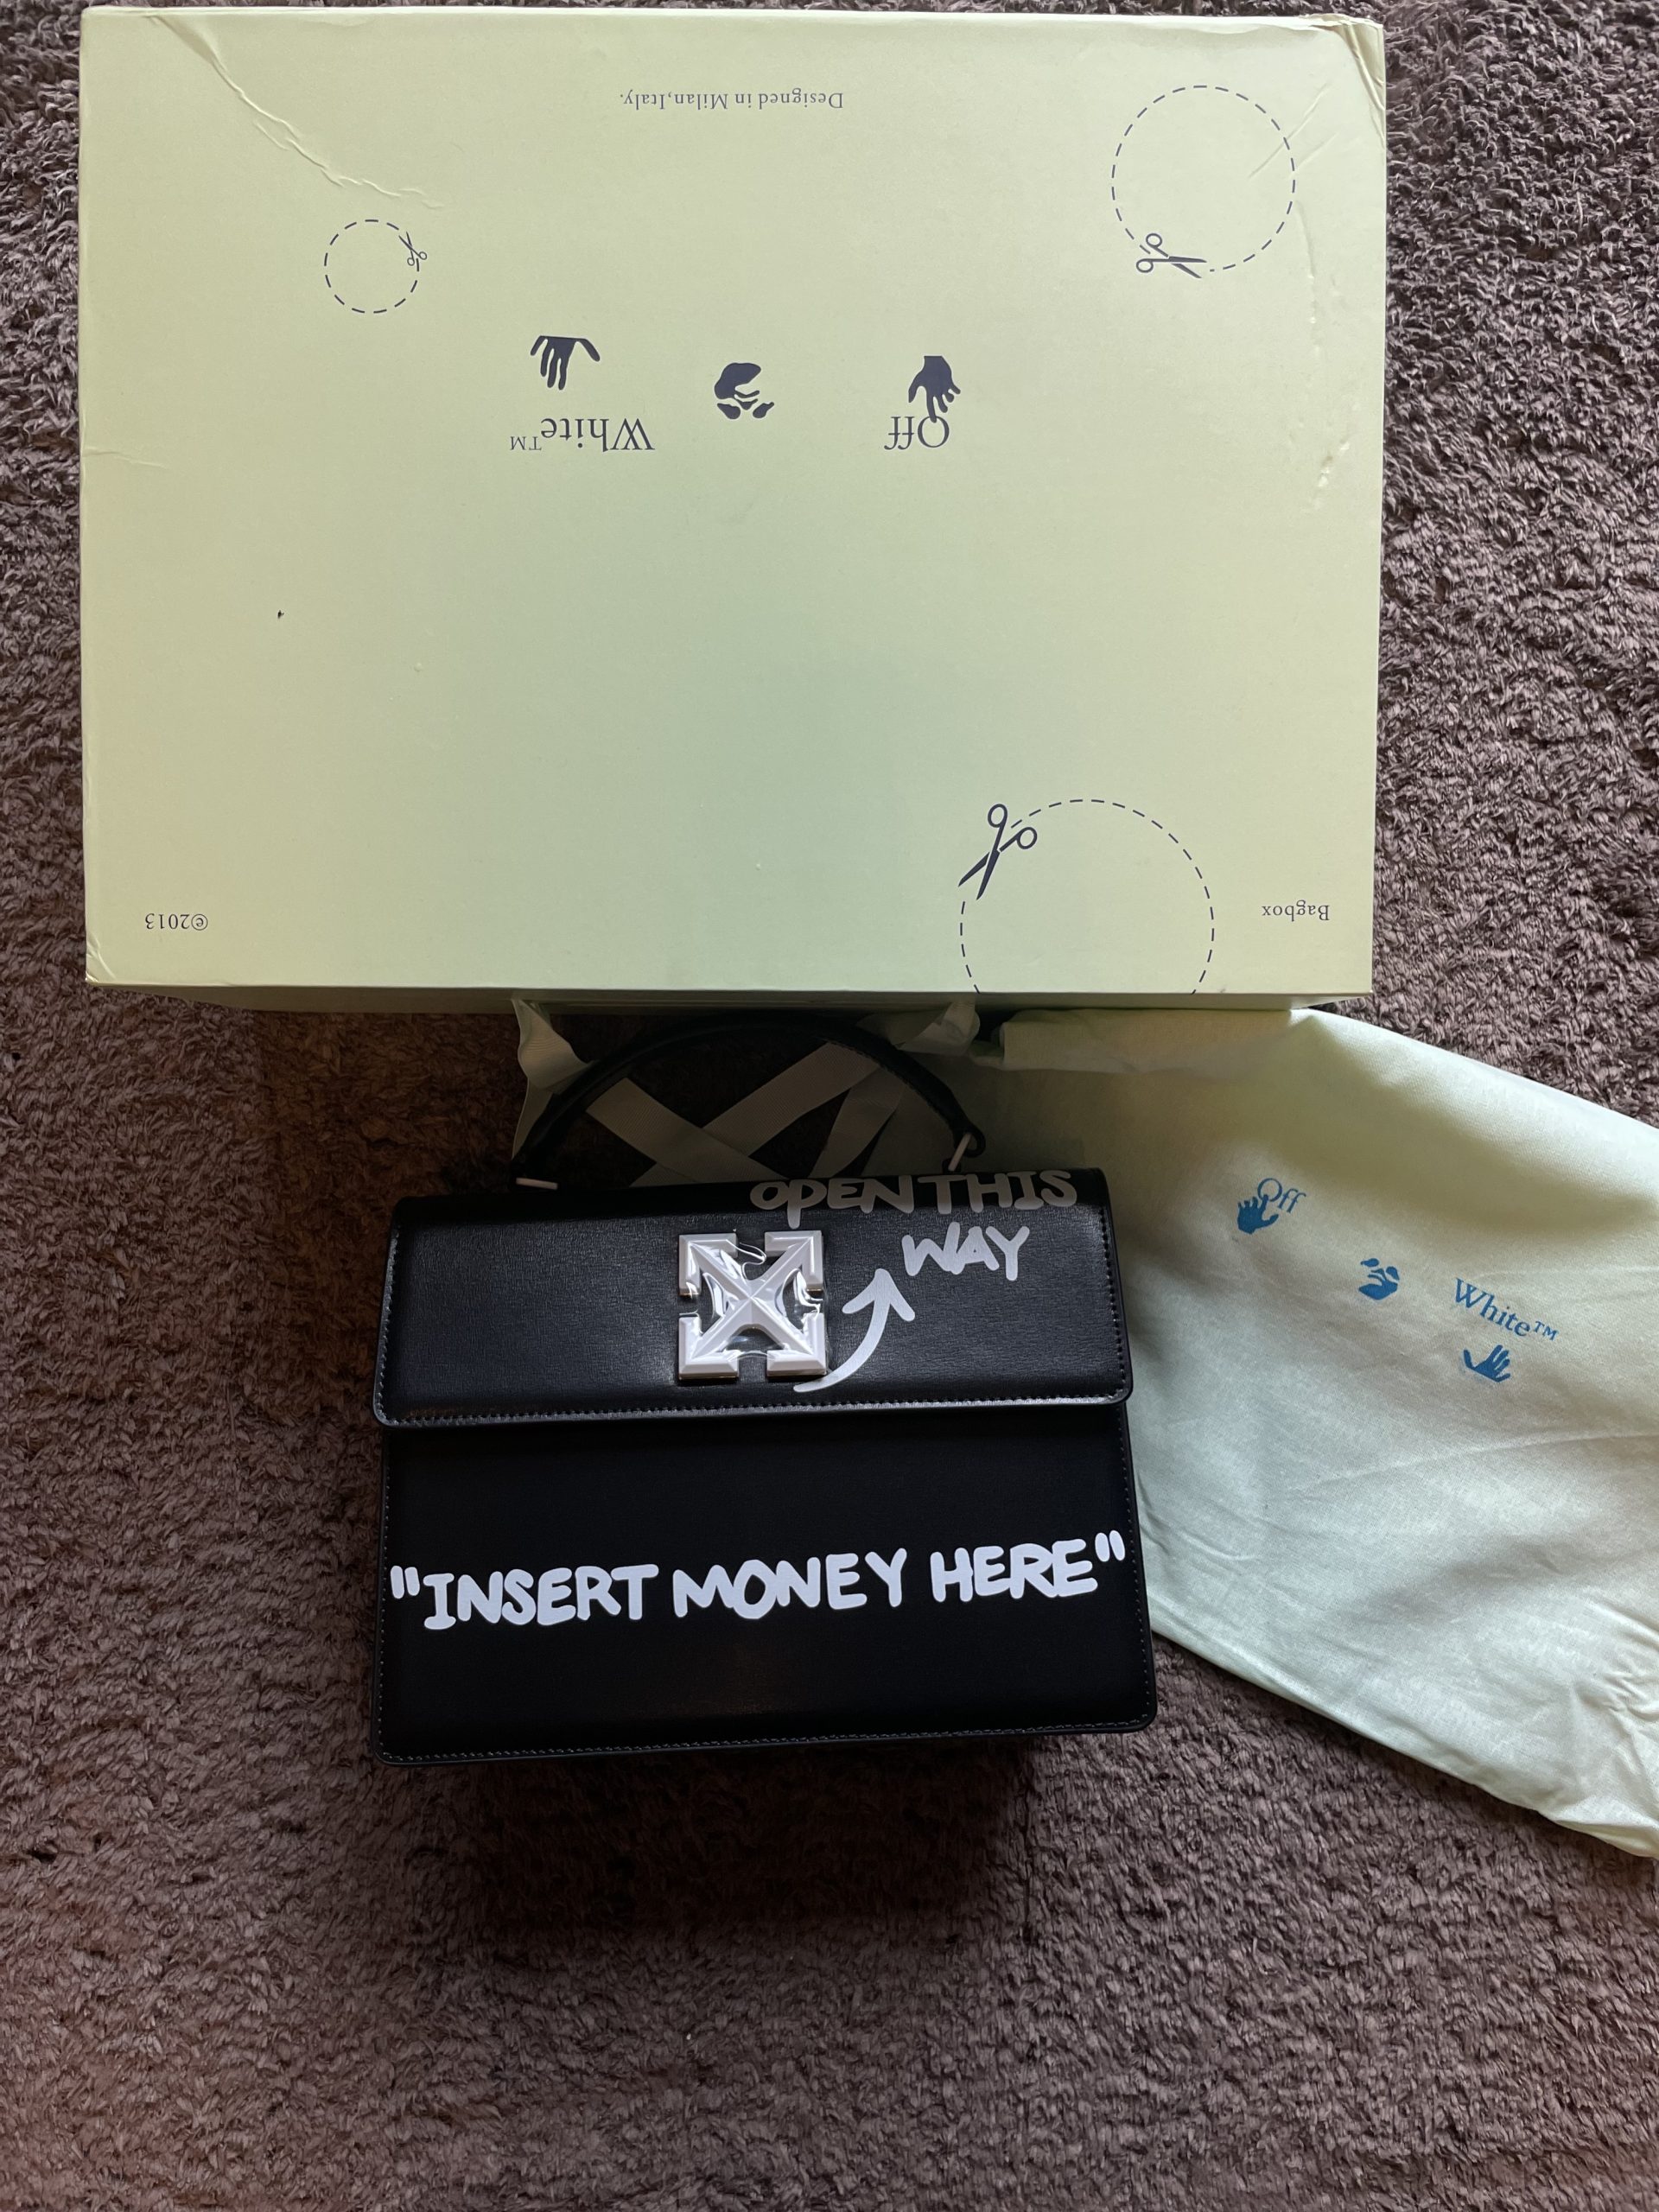 Designed in Milan, Italy.
Off White™
Bagbox
©2013
OPEN THIS
WAY
"INSERT MONEY HERE"
Off
White™